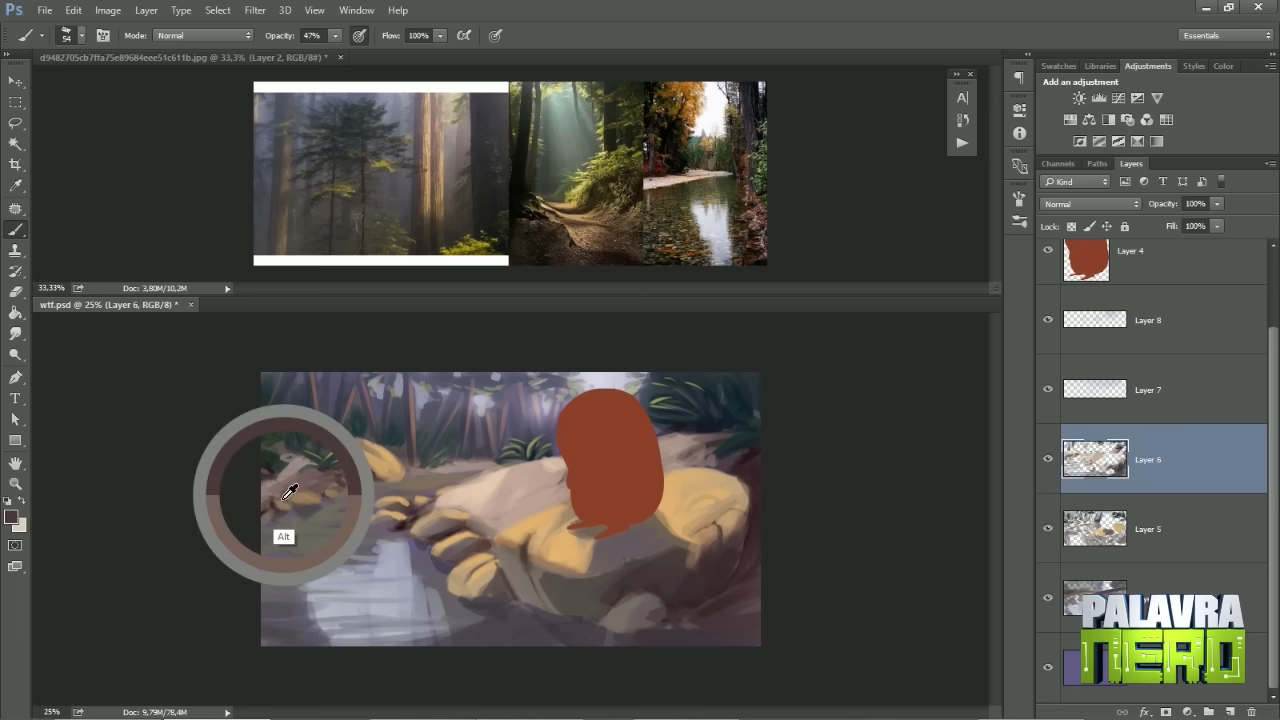 Ps File Edit Image Layer Type Select Filter 3D View Window Help
54 Mode: Normal Opacity: 47% Flow: 100% Essentials
d9482705cb7ffa75e89684eee51c611b.jpg @ 33,3% (Layer 2, RGB/8#) *
Swatches Libraries Adjustments Styles Color
Add an adjustment
Channels Paths Layers
Kind
Normal Opacity: 100%
Lock: Fill: 100%
Layer 4
33,33% Doc: 3,80M/10,2M
wtf.psd @ 25% (Layer 6, RGB/8) *
Layer 8
Layer 7
Layer 6
Layer 5
Alt
PALAVRA
NERD
25% Doc: 9,79M/78,4M
fx